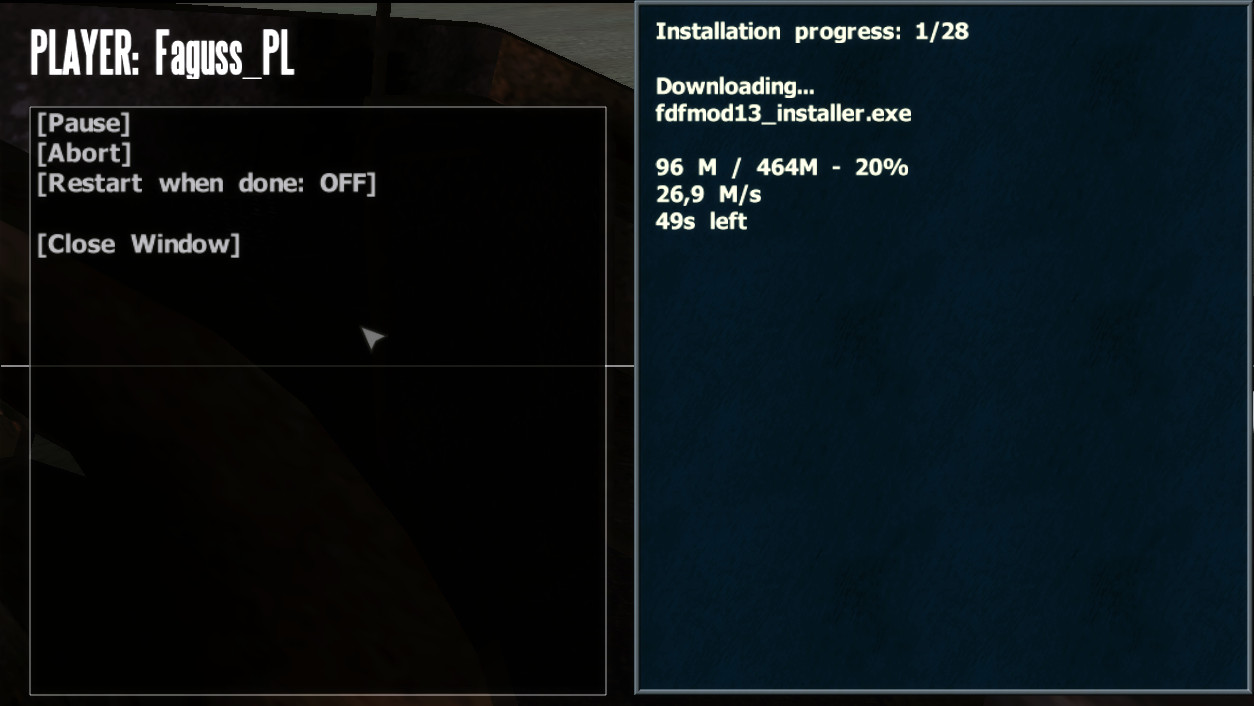 PLAYER: Faguss_PL
[Pause]
[Abort]
[Restart when done: OFF]
[Close Window]
Installation progress: 1/28
Downloading...
fdfmod13_installer.exe
96 M / 464M - 20%
26,9 M/s
49s left